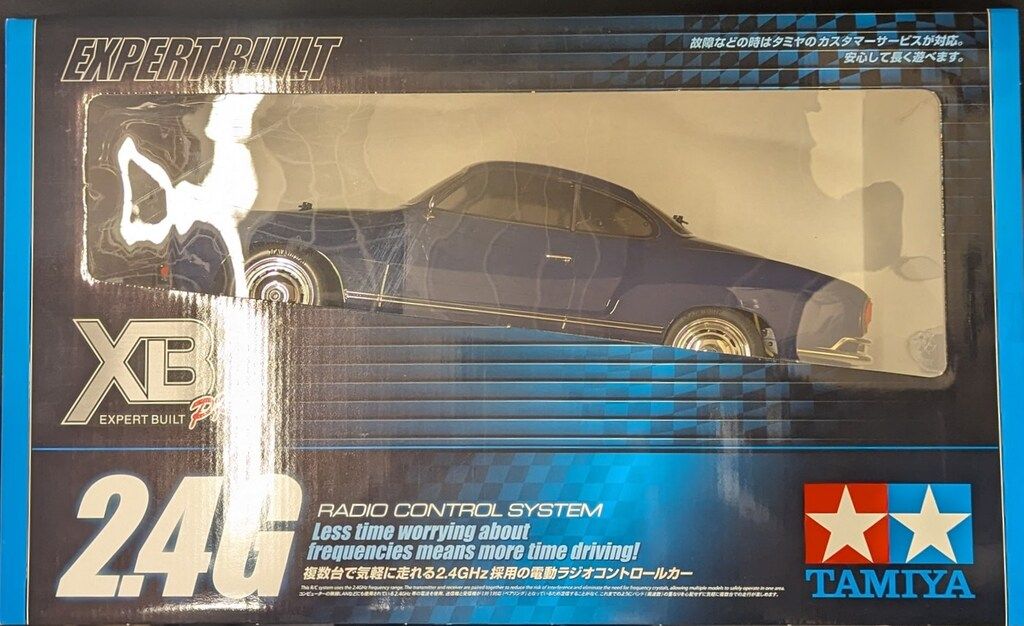 EXPERT BUILT
故障などの時はタミヤのカスタマーサービスが対応。
安心して長く遊べます。
XB
EXPERT BUILT
2.4G
RADIO CONTROL SYSTEM
Less time worrying about
frequencies means more time driving!
複数台で気軽に走れる2.4GHz採用の電動ラジオコントロールカー
TAMIYA